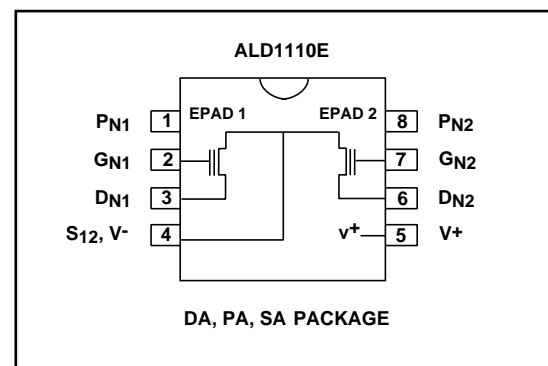 ALD1110E
PN1 1 EPAD 1 EPAD 2 8 PN2
GN1 2 7 GN2
DN1 3 6 DN2
S12, V- 4 v+ 5 V+
DA, PA, SA PACKAGE